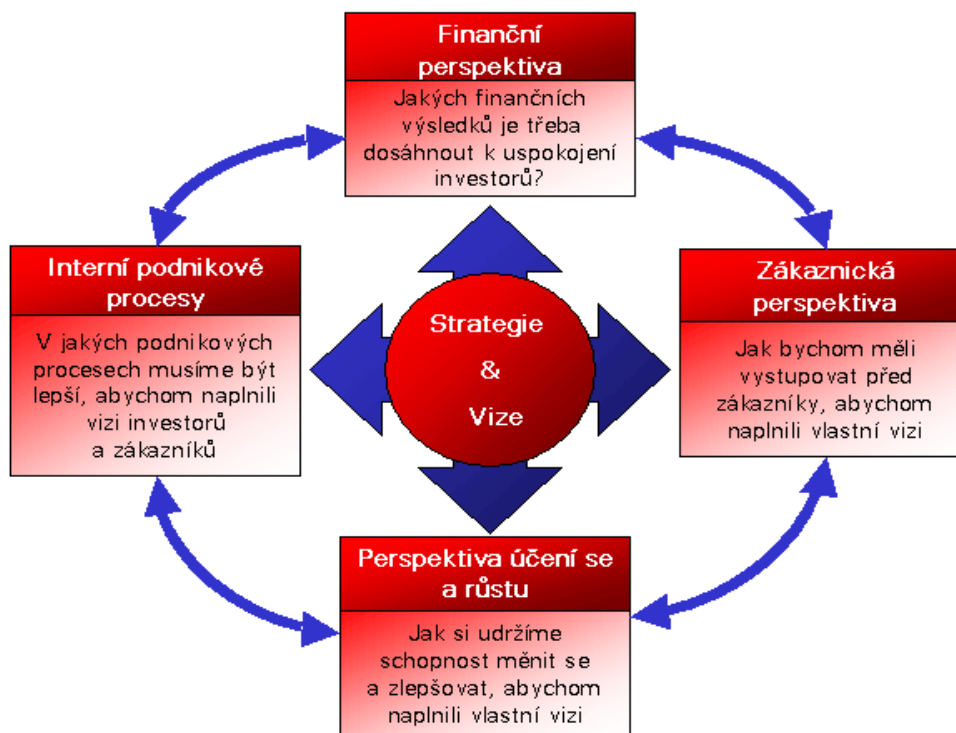 Finanční
perspektiva
Jakých finančních
výsledků je třeba
dosáhnout k uspokojení
investorů?
Interní podnikové
procesy
V jakých podnikových
procesech musíme být
lepší, abychom naplnili
vizi investorů
a zákazníků
Strategie
&
Vize
Zákaznická
perspektiva
Jak bychom měli
vystupovat před
zákazníky, abychom
naplnili vlastní vizi
Perspektiva účení se
a růstu
Jak si udržíme
schopnost měnit se
a zlepšovat, abychom
naplnili vlastní vizi